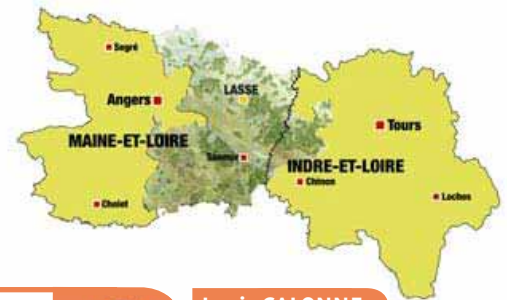 Segré
LASSE
Angers
Tours
MAINE-ET-LOIRE
Saumur
INDRE-ET-LOIRE
Chinon
Cholet
Loches